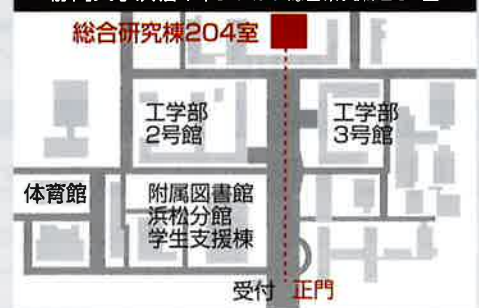 総合研究棟204室
工学部
2号館
工学部
3号館
体育館
附属図書館
浜松分館
学生支援棟
受付
正門